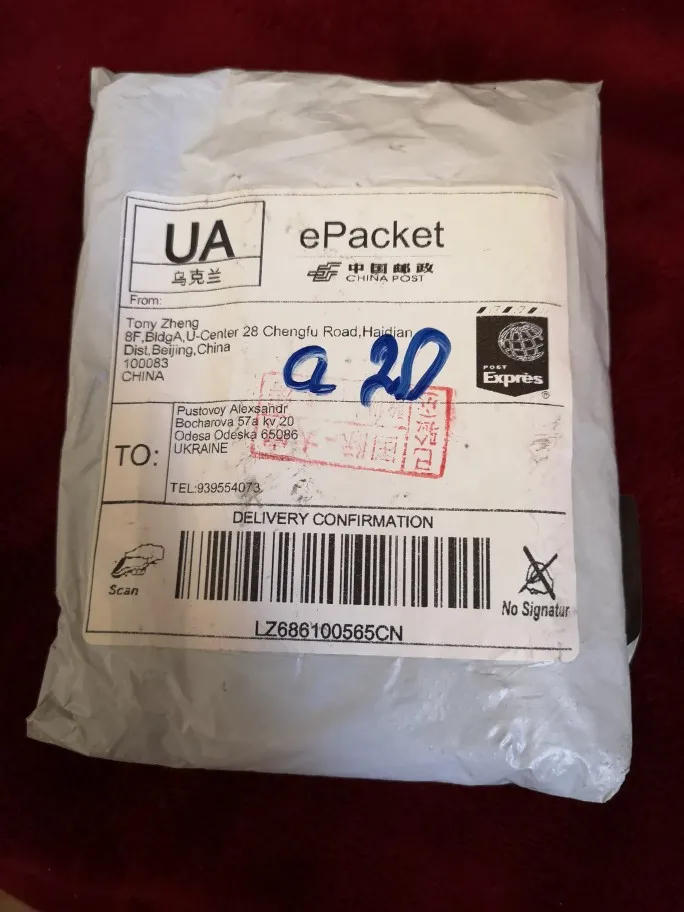 UA
乌克兰
ePacket
中国邮政
CHINA POST
From:
Tony Zheng
8F,BldgA,U-Center 28 Chengfu Road,Haidian
Dist,Beijing,China
100083
CHINA
POST
Exprès
®
a 20
TO:
Pustovoy Alexsandr
Bocharova 57a kv 20
Odesa Odeska 65086
UKRAINE
TEL:939554073
DELIVERY CONFIRMATION
Scan
No Signatur
LZ686100565CN